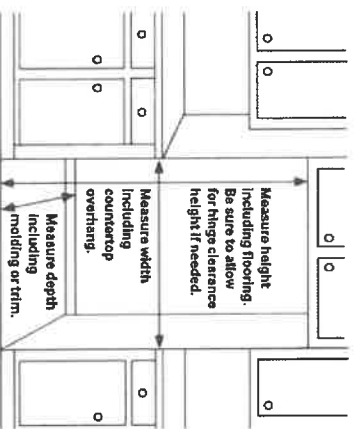 Measure height
including flooring.
Be sure to allow
for hinge clearance
height if needed.
Measure width
including
countertop
overhang.
Measure depth
including
molding or trim.